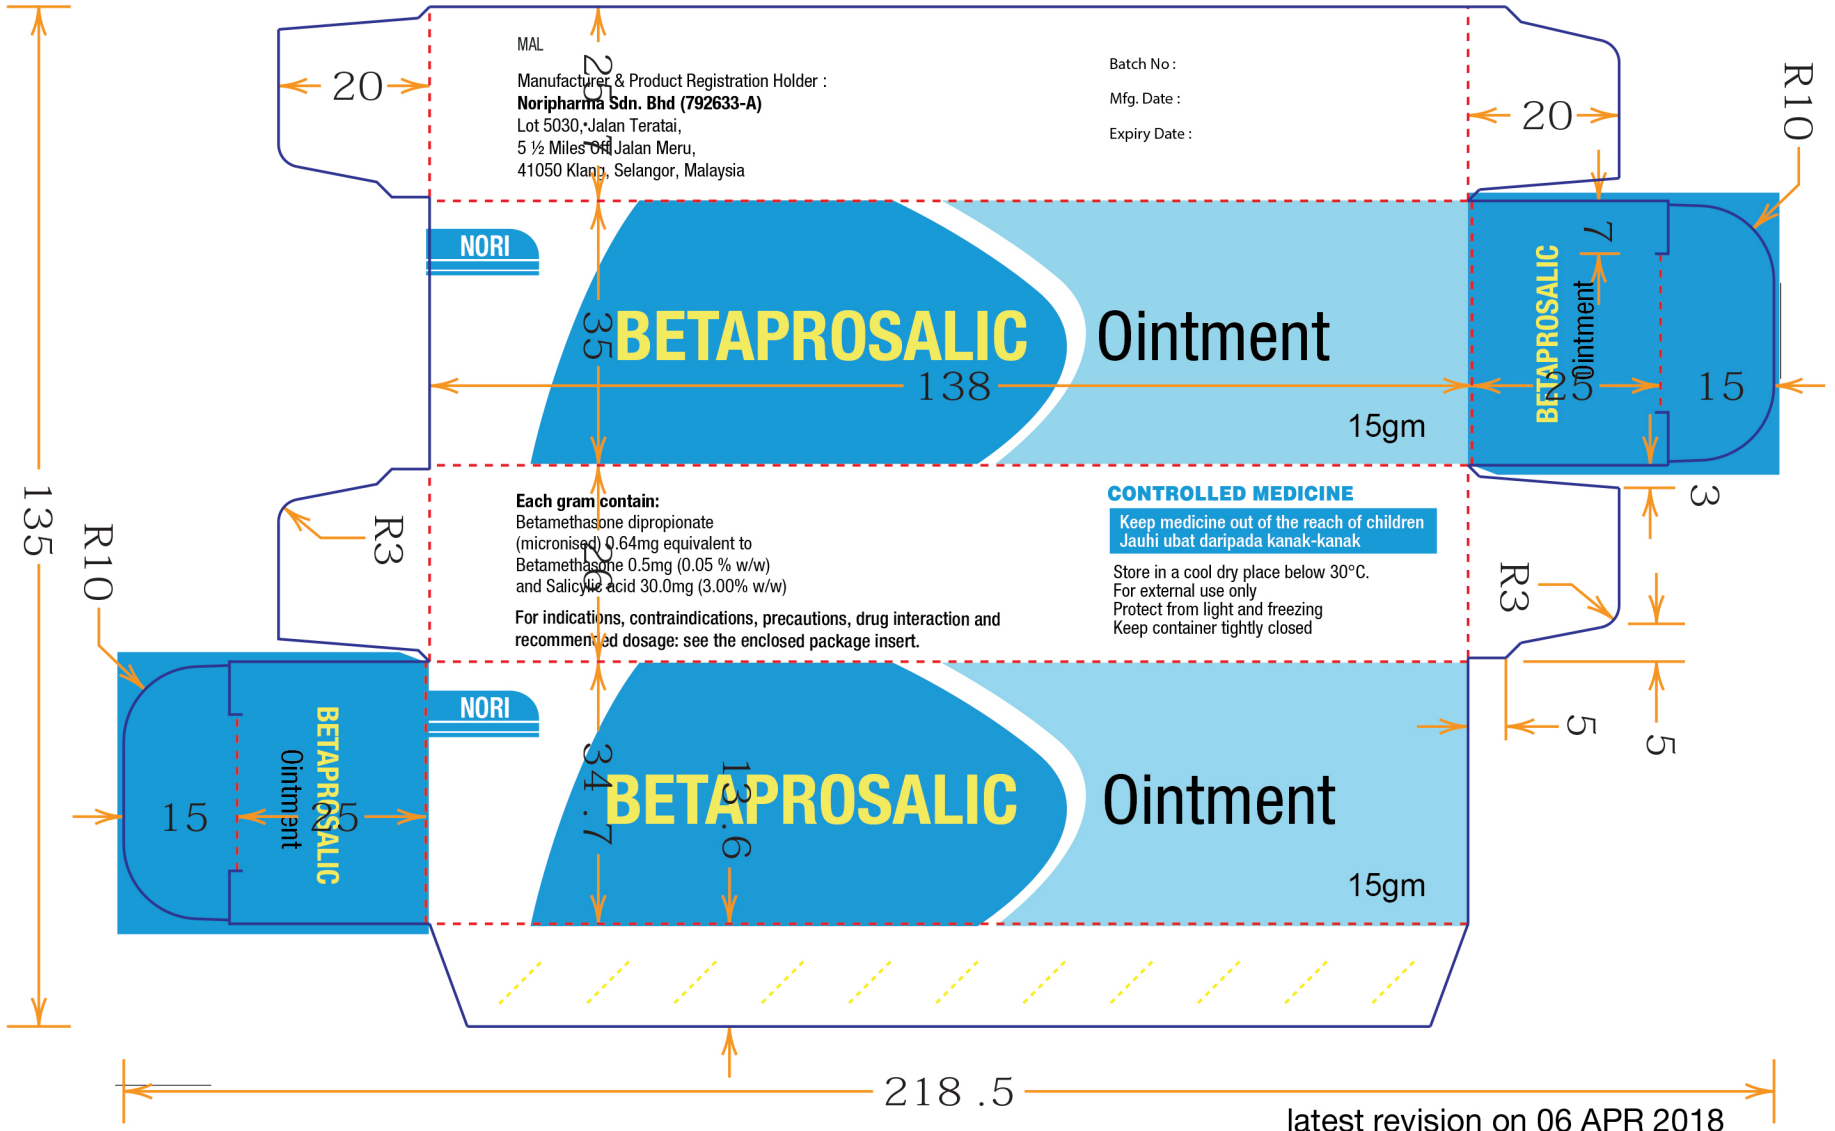 MAL
Manufacturer & Product Registration Holder :
Noripharma Sdn. Bhd (792633-A)
Lot 5030, Jalan Teratai,
5 ½ Miles Off Jalan Meru,
41050 Klang, Selangor, Malaysia
Batch No :
Mfg. Date :
Expiry Date :
20
25.7
20
R10
NORI
BETAPROSALIC
Ointment
15gm
35
138
BETAPROSALIC
Ointment
7
25
15
135
R10
R3
Each gram contain:
Betamethasone dipropionate
(micronised) 0.64mg equivalent to
Betamethasone 0.5mg (0.05 % w/w)
and Salicylic acid 30.0mg (3.00% w/w)
For indications, contraindications, precautions, drug interaction and
recommended dosage: see the enclosed package insert.
26
CONTROLLED MEDICINE
Keep medicine out of the reach of children
Jauhi ubat daripada kanak-kanak
Store in a cool dry place below 30°C.
For external use only
Protect from light and freezing
Keep container tightly closed
R3
3
5
5
BETAPROSALIC
Ointment
15
25
NORI
BETAPROSALIC
Ointment
15gm
34.7
13.6
218.5
latest revision on 06 APR 2018